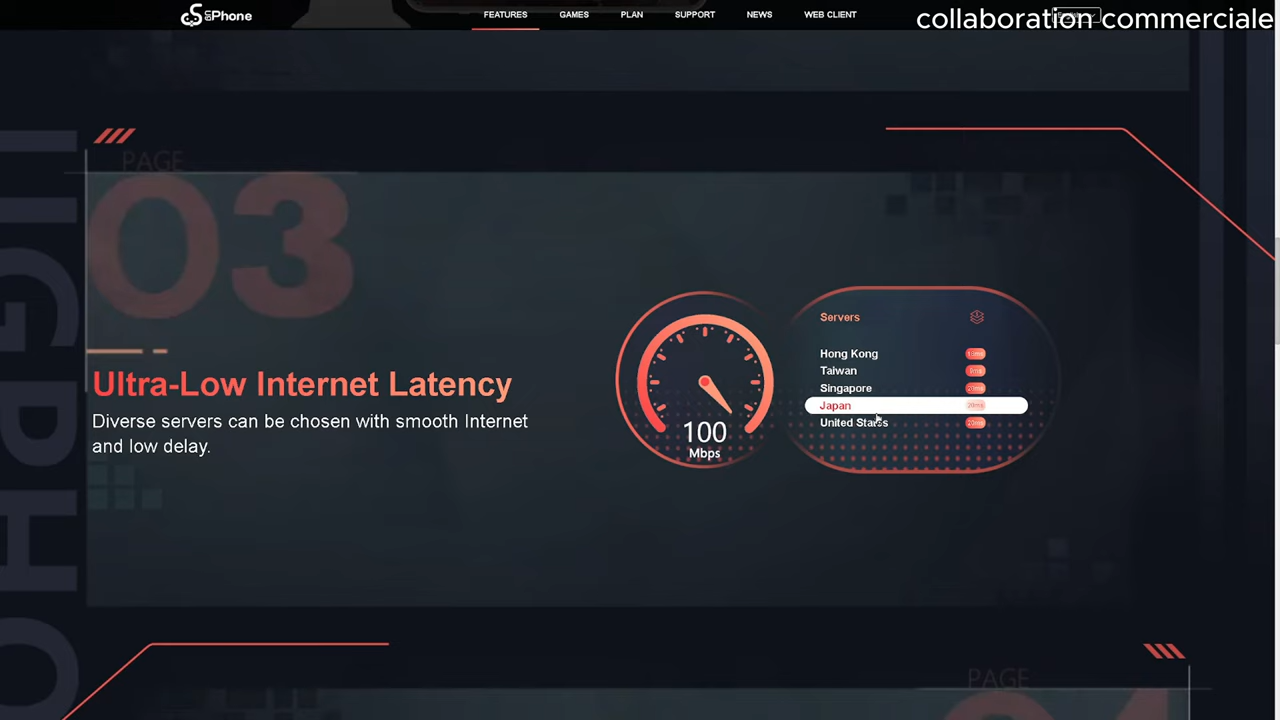 UgPhone
FEATURES
GAMES
PLAN
SUPPORT
NEWS
WEB CLIENT
collaboration commerciale
PAGE
03
Ultra-Low Internet Latency
Diverse servers can be chosen with smooth Internet
and low delay.
100
Mbps
Servers
Hong Kong
Taiwan
Singapore
Japan
United States
PAGE